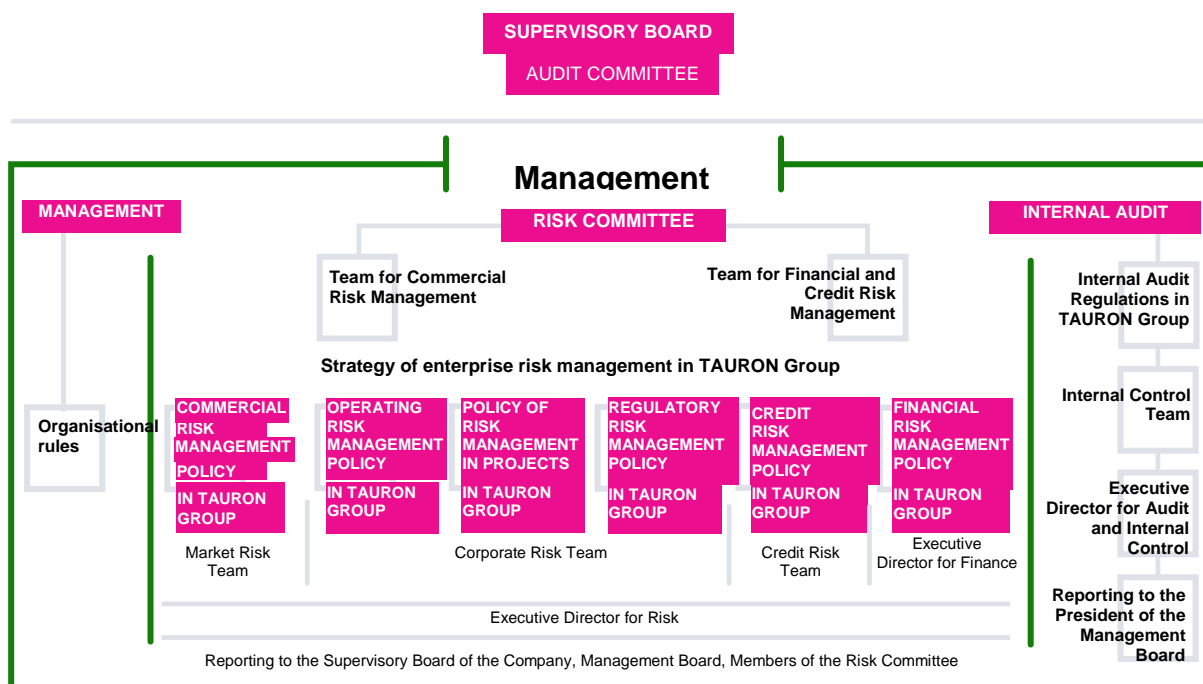 SUPERVISORY BOARD
AUDIT COMMITTEE
Management
MANAGEMENT
RISK COMMITTEE
INTERNAL AUDIT
Team for Commercial
Risk Management
Team for Financial and
Credit Risk
Management
Internal Audit
Regulations in
TAURON Group
Strategy of enterprise risk management in TAURON Group
Organisational
rules
COMMERCIAL
RISK
MANAGEMENT
POLICY
IN TAURON
GROUP
OPERATING
RISK
MANAGEMENT
POLICY
IN TAURON
GROUP
POLICY OF
RISK
MANAGEMENT
IN PROJECTS
IN TAURON
GROUP
REGULATORY
RISK
MANAGEMENT
POLICY
IN TAURON
GROUP
CREDIT
RISK
MANAGEMENT
POLICY
IN TAURON
GROUP
FINANCIAL
RISK
MANAGEMENT
POLICY
IN TAURON
GROUP
Internal Control
Team
Market Risk
Team
Corporate Risk Team
Credit Risk
Team
Executive
Director for Finance
Executive
Director for Audit
and Internal
Control
Executive Director for Risk
Reporting to the
President of the
Management
Board
Reporting to the Supervisory Board of the Company, Management Board, Members of the Risk Committee